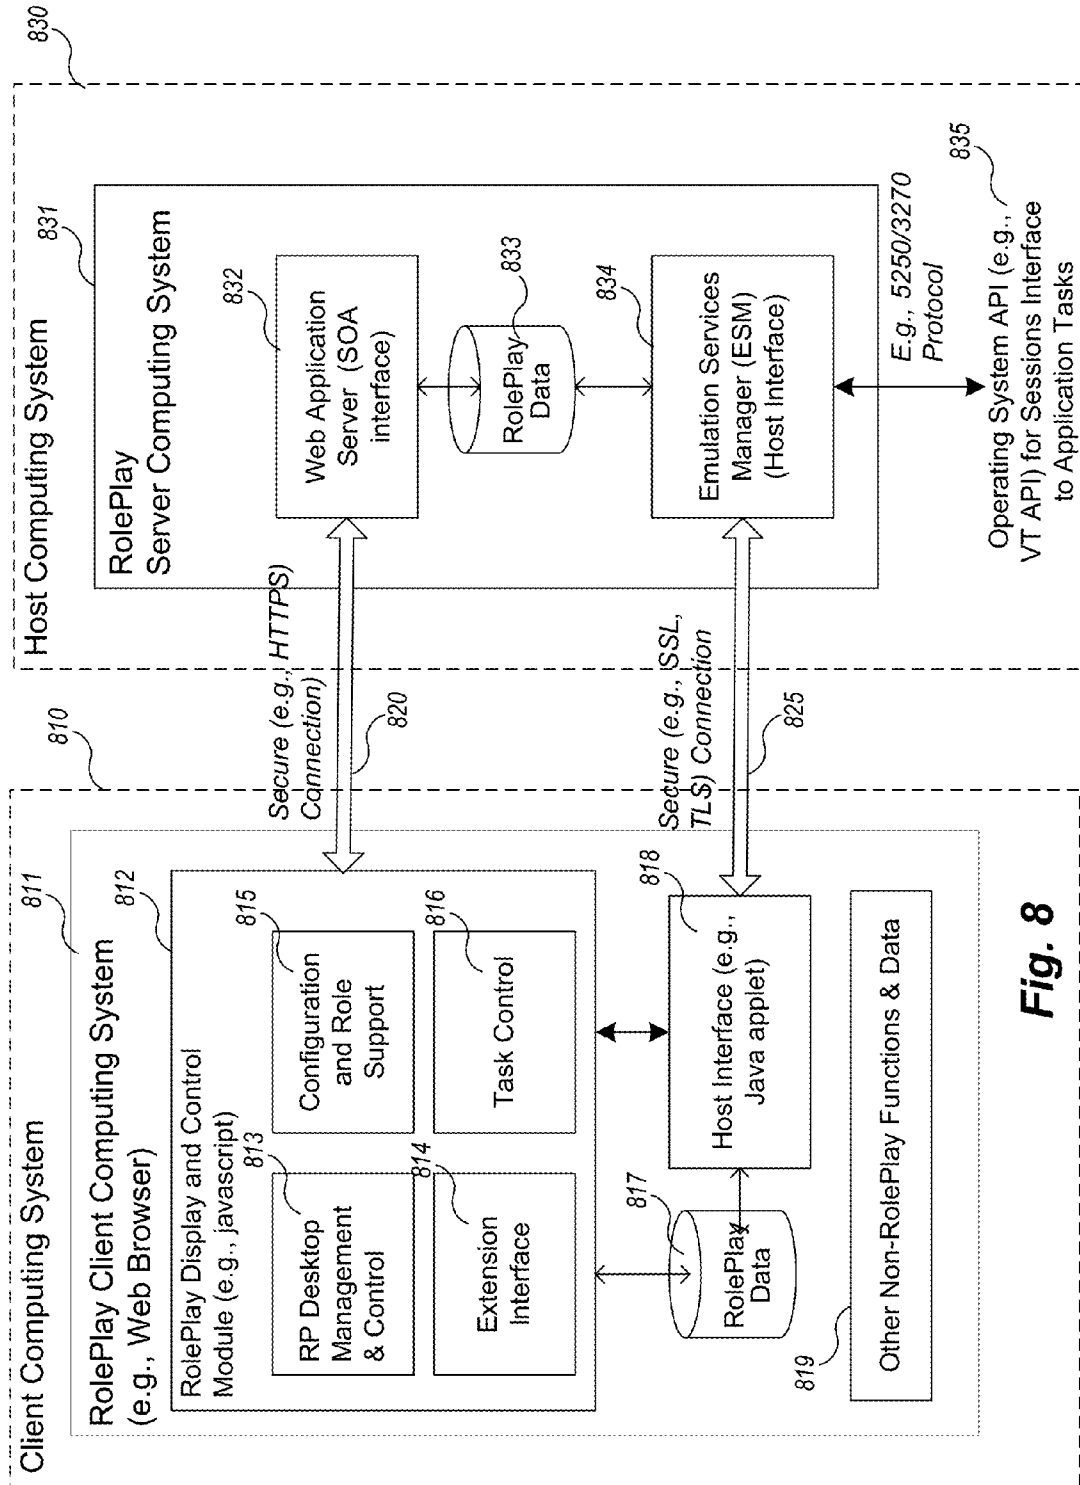 Client Computing System
810
811
RolePlay Client Computing System
(e.g., Web Browser)
812
RolePlay Display and Control
Module (e.g., javascript)
813
RP Desktop
Management
& Control
815
Configuration
and Role
Support
814
Extension
Interface
816
Task Control
817
RolePlay
Data
818
Host Interface (e.g.,
Java applet)
819
Other Non-RolePlay Functions & Data
Secure (e.g., HTTPS)
Connection)
820
Secure (e.g., SSL,
TLS) Connection
825
Host Computing System
830
831
RolePlay
Server Computing System
832
Web Application
Server (SOA
interface)
833
RolePlay
Data
834
Emulation Services
Manager (ESM)
(Host Interface)
E.g., 5250/3270
Protocol
835
Operating System API (e.g.,
VT API) for Sessions Interface
to Application Tasks
Fig. 8